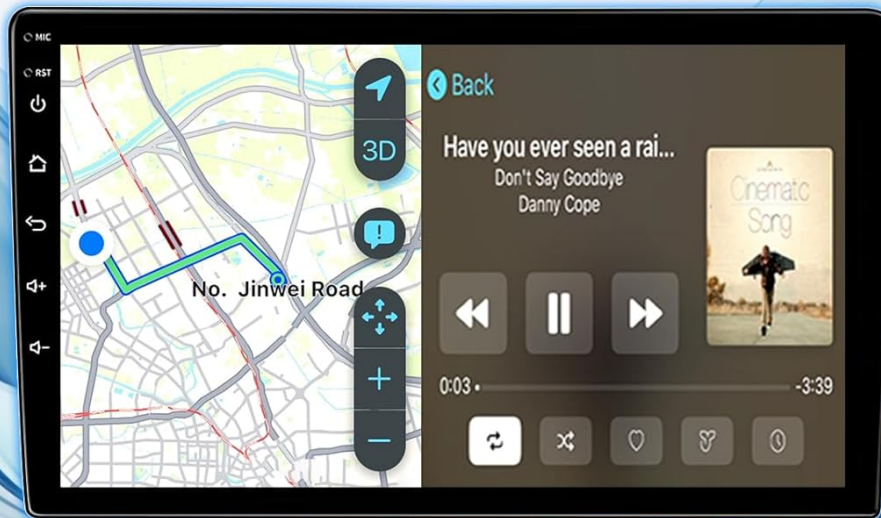 MIC
RST
3D
No. Jinwei Road
Back
Have you ever seen a rai...
Don't Say Goodbye
Danny Cope
Cinematic
Song
0:03
-3:39